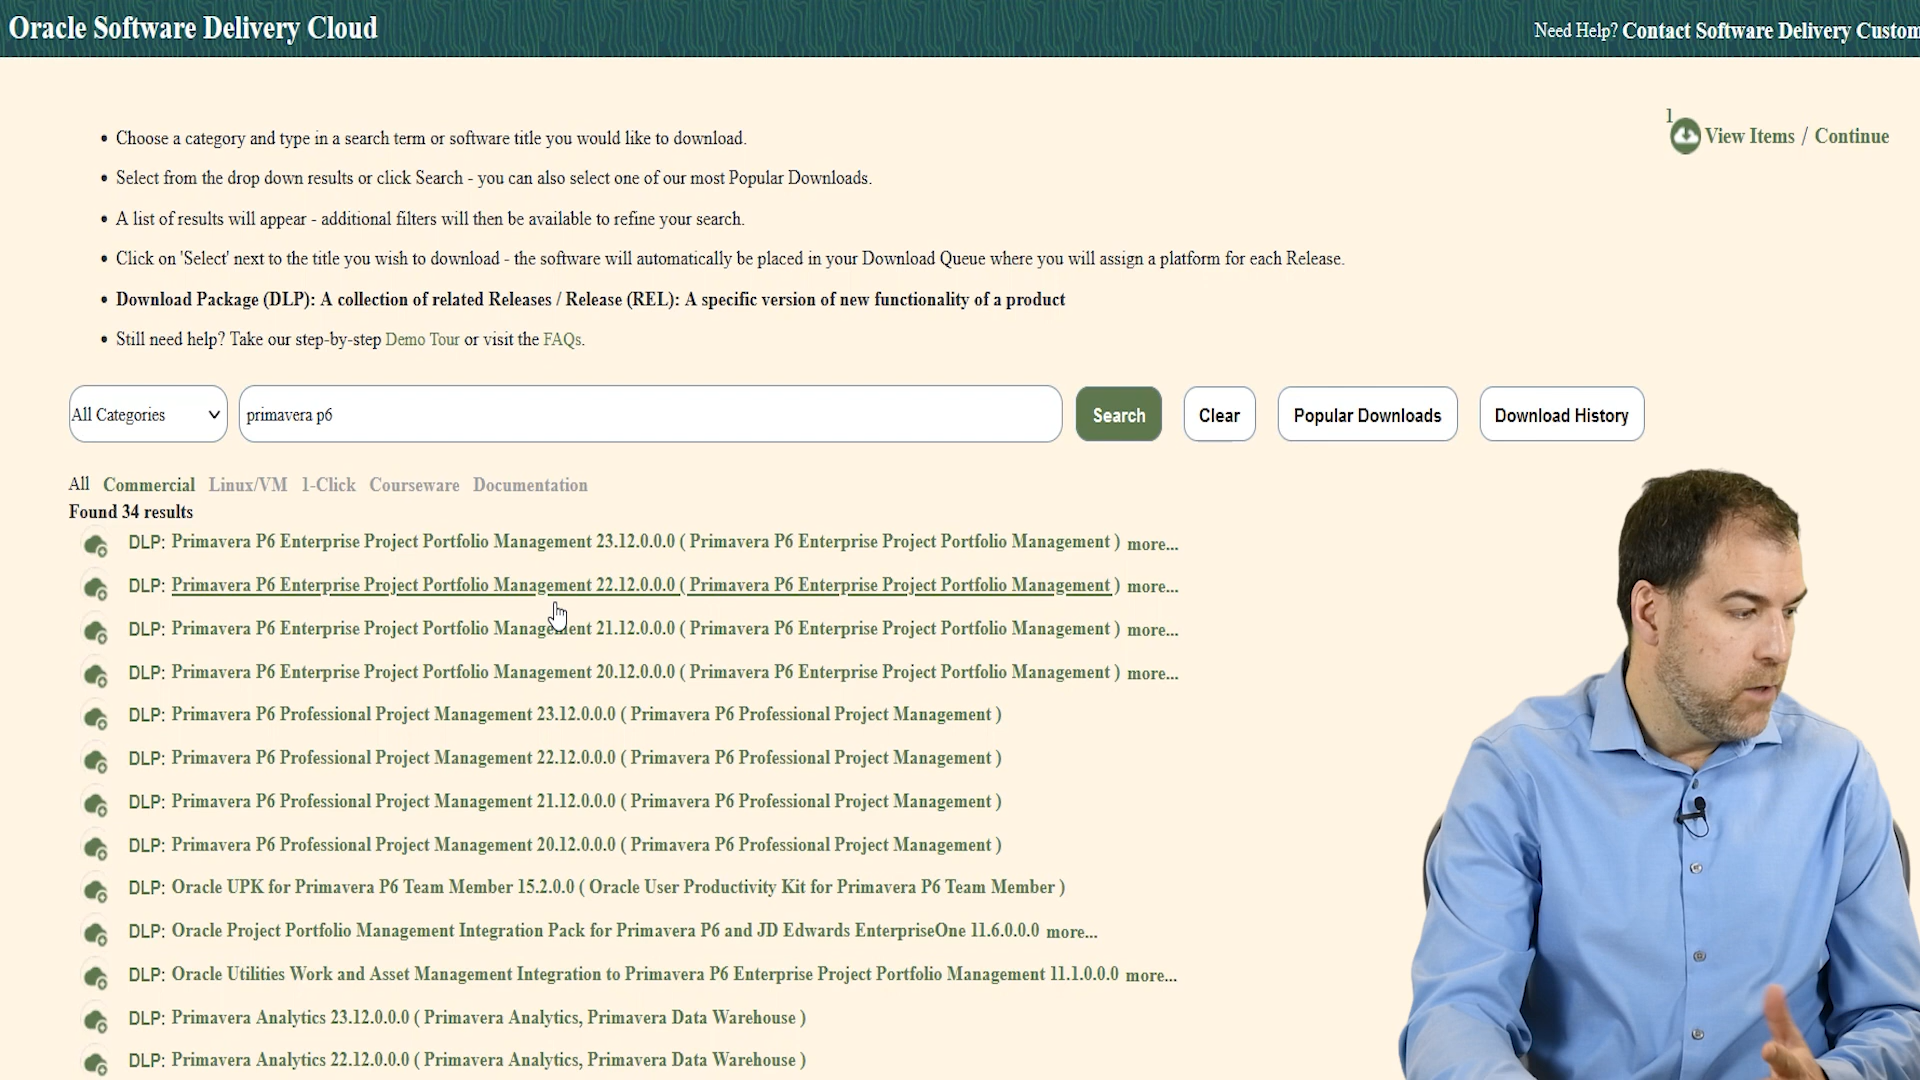 Oracle Software Delivery Cloud
Need Help? Contact Software Delivery Custom
1
View Items / Continue
• Choose a category and type in a search term or software title you would like to download.
• Select from the drop down results or click Search - you can also select one of our most Popular Downloads.
• A list of results will appear - additional filters will then be available to refine your search.
• Click on 'Select' next to the title you wish to download - the software will automatically be placed in your Download Queue where you will assign a platform for each Release.
• Download Package (DLP): A collection of related Releases / Release (REL): A specific version of new functionality of a product
• Still need help? Take our step-by-step Demo Tour or visit the FAQs.
All Categories primavera p6 Search Clear Popular Downloads Download History
All Commercial Linux/VM 1-Click Courseware Documentation
Found 34 results
DLP: Primavera P6 Enterprise Project Portfolio Management 23.12.0.0.0 ( Primavera P6 Enterprise Project Portfolio Management ) more...
DLP: Primavera P6 Enterprise Project Portfolio Management 22.12.0.0.0 ( Primavera P6 Enterprise Project Portfolio Management ) more...
DLP: Primavera P6 Enterprise Project Portfolio Management 21.12.0.0.0 ( Primavera P6 Enterprise Project Portfolio Management ) more...
DLP: Primavera P6 Enterprise Project Portfolio Management 20.12.0.0.0 ( Primavera P6 Enterprise Project Portfolio Management ) more...
DLP: Primavera P6 Professional Project Management 23.12.0.0.0 ( Primavera P6 Professional Project Management )
DLP: Primavera P6 Professional Project Management 22.12.0.0.0 ( Primavera P6 Professional Project Management )
DLP: Primavera P6 Professional Project Management 21.12.0.0.0 ( Primavera P6 Professional Project Management )
DLP: Primavera P6 Professional Project Management 20.12.0.0.0 ( Primavera P6 Professional Project Management )
DLP: Oracle UPK for Primavera P6 Team Member 15.2.0.0 ( Oracle User Productivity Kit for Primavera P6 Team Member )
DLP: Oracle Project Portfolio Management Integration Pack for Primavera P6 and JD Edwards EnterpriseOne 11.6.0.0.0 more...
DLP: Oracle Utilities Work and Asset Management Integration to Primavera P6 Enterprise Project Portfolio Management 11.1.0.0.0 more...
DLP: Primavera Analytics 23.12.0.0.0 ( Primavera Analytics, Primavera Data Warehouse )
DLP: Primavera Analytics 22.12.0.0.0 ( Primavera Analytics, Primavera Data Warehouse )